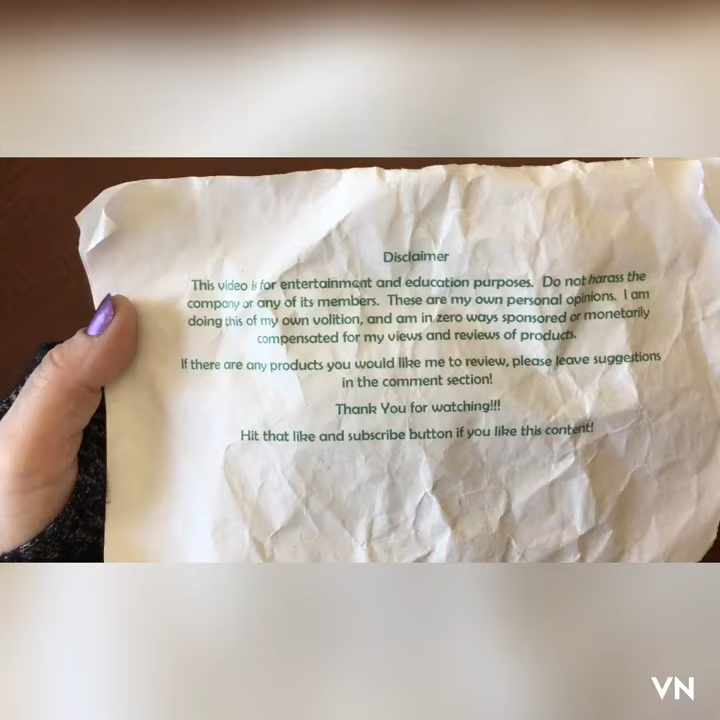 Disclaimer
This video is for entertainment and education purposes. Do not harass the
company or any of its members. These are my own personal opinions. I am
doing this of my own volition, and am in zero ways sponsored or monetarily
compensated for my views and reviews of products.
If there are any products you would like me to review, please leave suggestions
in the comment section!
Thank You for watching!!!
Hit that like and subscribe button if you like this content!
VN